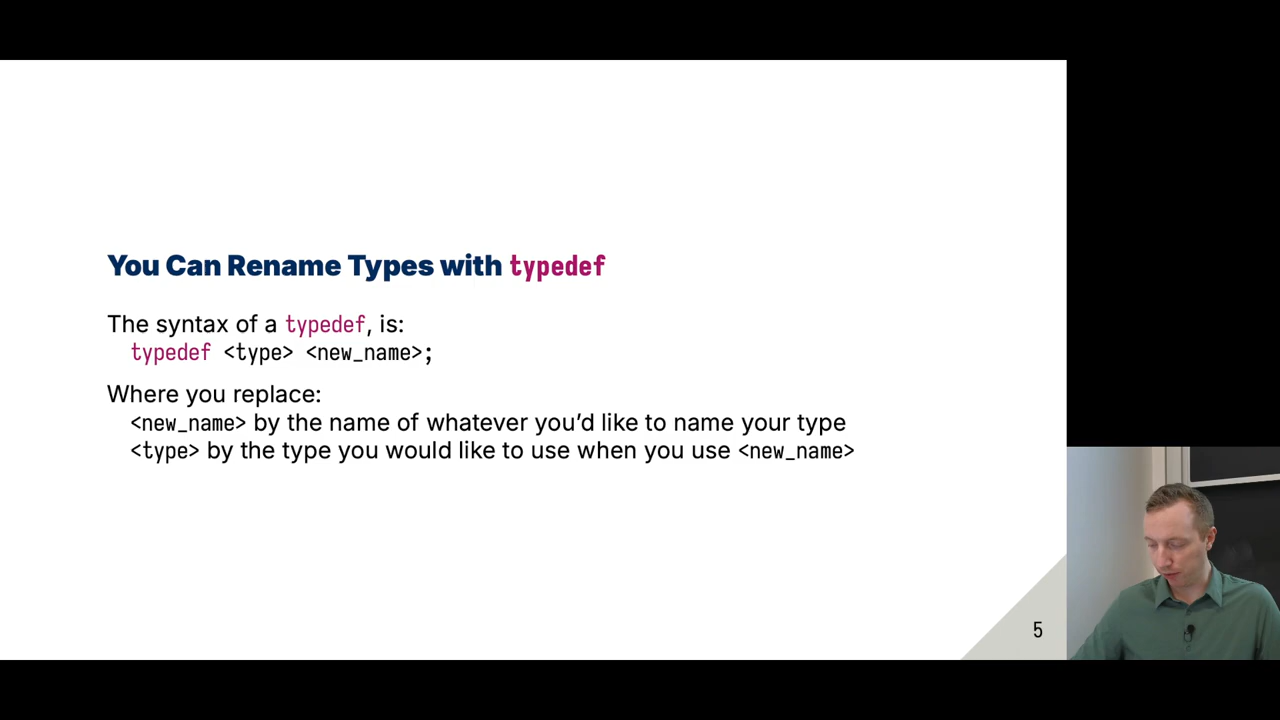 You Can Rename Types with typedef
The syntax of a typedef, is:
typedef <type> <new_name>;
Where you replace:
<new_name> by the name of whatever you’d like to name your type
<type> by the type you would like to use when you use <new_name>
5